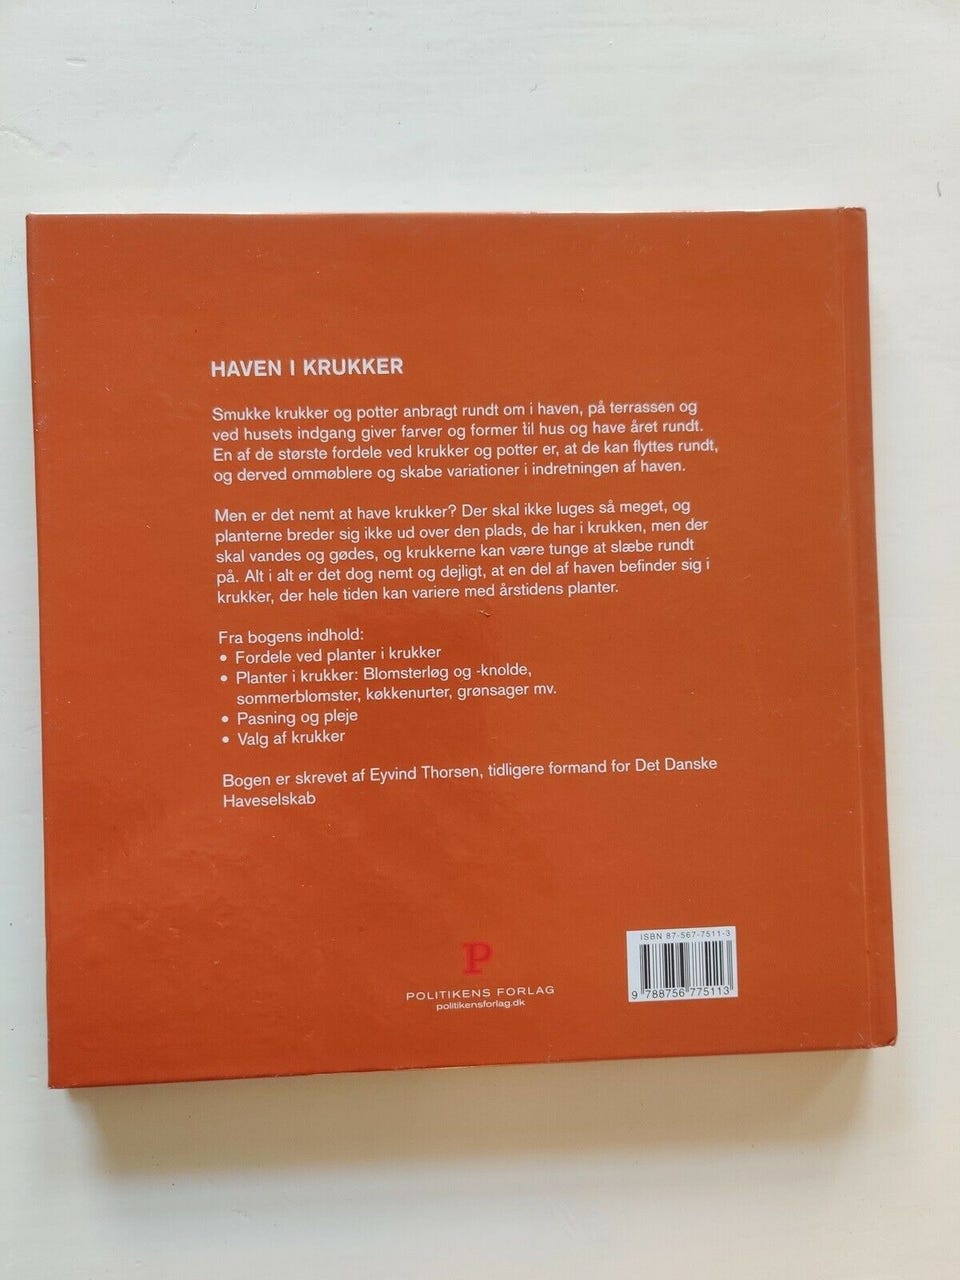 HAVEN I KRUKKER
Smukke krukker og potter anbragt rundt om i haven, på terrassen og
ved husets indgang giver farver og former til hus og have året rundt.
En af de største fordele ved krukker og potter er, at de kan flyttes rundt,
og derved ommøblere og skabe variationer i indretningen af haven.
Men er det nemt at have krukker? Der skal ikke luges så meget, og
planterne breder sig ikke ud over den plads, de har i krukken, men der
skal vandes og gødes, og krukkerne kan være tunge at slæbe rundt
på. Alt i alt er det dog nemt og dejligt, at en del af haven befinder sig i
krukker, der hele tiden kan variere med årstidens planter.
Fra bogens indhold:
• Fordele ved planter i krukker
• Planter i krukker: Blomsterløg og -knolde,
sommerblomster, køkkenurter, grønsager mv.
• Pasning og pleje
• Valg af krukker
Bogen er skrevet af Eyvind Thorsen, tidligere formand for Det Danske
Haveselskab
P
POLITIKENS FORLAG
politikensforlag.dk
ISBN 87-567-7511-3
9 788756 775113